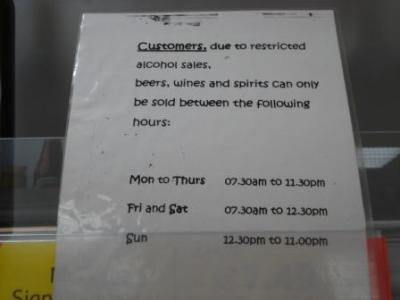 Customers, due to restricted
alcohol sales,
beers, wines and spirits can only
be sold between the following
hours:
Mon to Thurs 07.30am to 11.30pm
Fri and Sat 07.30am to 12.30pm
Sun 12.30pm to 11.00pm